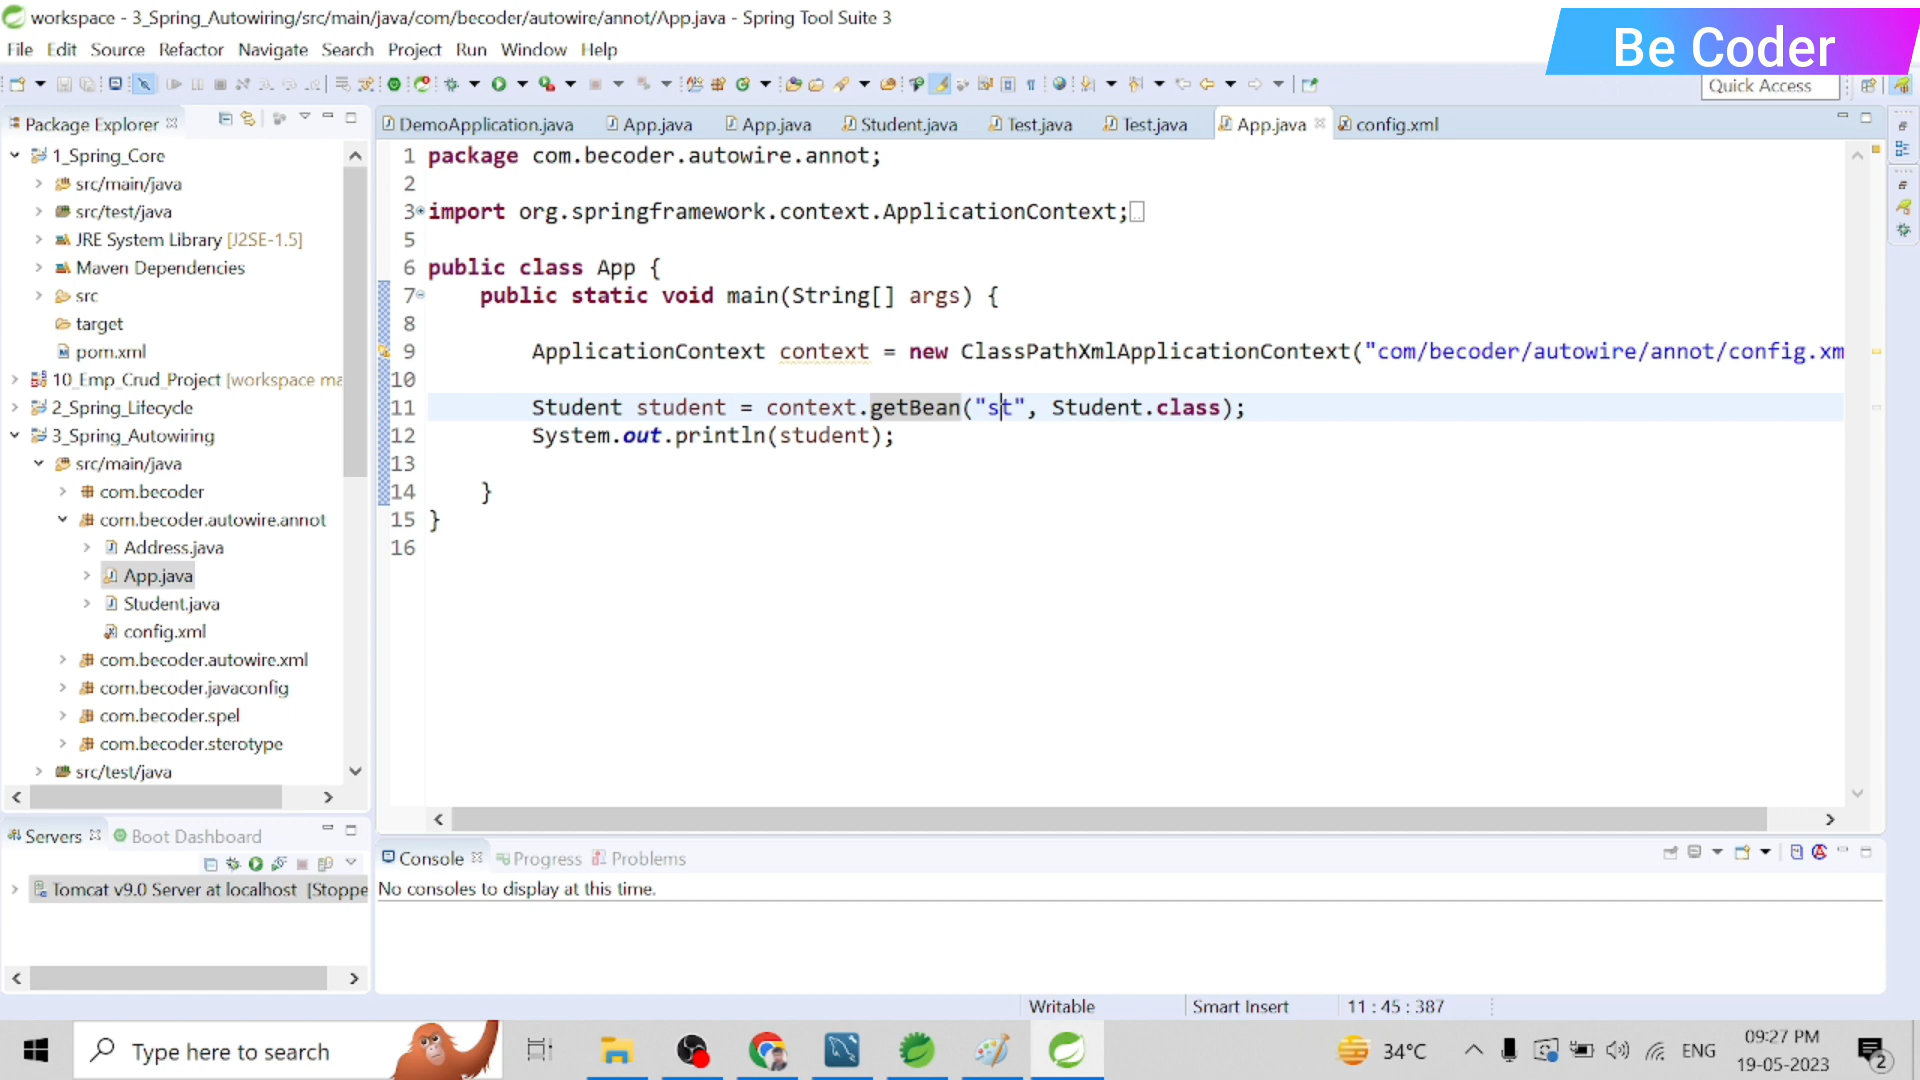 workspace - 3_Spring_Autowiring/src/main/java/com/becoder/autowire/annot/App.java - Spring Tool Suite 3
File Edit Source Refactor Navigate Search Project Run Window Help
Be Coder
Quick Access
Package Explorer
DemoApplication.java App.java App.java Student.java Test.java Test.java App.java config.xml
1_Spring_Core
src/main/java
src/test/java
JRE System Library [J2SE-1.5]
Maven Dependencies
src
target
pom.xml
10_Emp_Crud_Project [workspace ma
2_Spring_Lifecycle
3_Spring_Autowiring
src/main/java
com.becoder
com.becoder.autowire.annot
Address.java
App.java
Student.java
config.xml
com.becoder.autowire.xml
com.becoder.javaconfig
com.becoder.spel
com.becoder.sterotype
src/test/java
1 package com.becoder.autowire.annot;
2
3 import org.springframework.context.ApplicationContext;
5
6 public class App {
7 public static void main(String[] args) {
8
9 ApplicationContext context = new ClassPathXmlApplicationContext("com/becoder/autowire/annot/config.xm
10
11 Student student = context.getBean("st", Student.class);
12 System.out.println(student);
13
14 }
15 }
16
Servers Boot Dashboard
Tomcat v9.0 Server at localhost [Stoppe
Console Progress Problems
No consoles to display at this time.
Writable Smart Insert 11 : 45 : 387
Type here to search
34°C
ENG
09:27 PM
19-05-2023
2